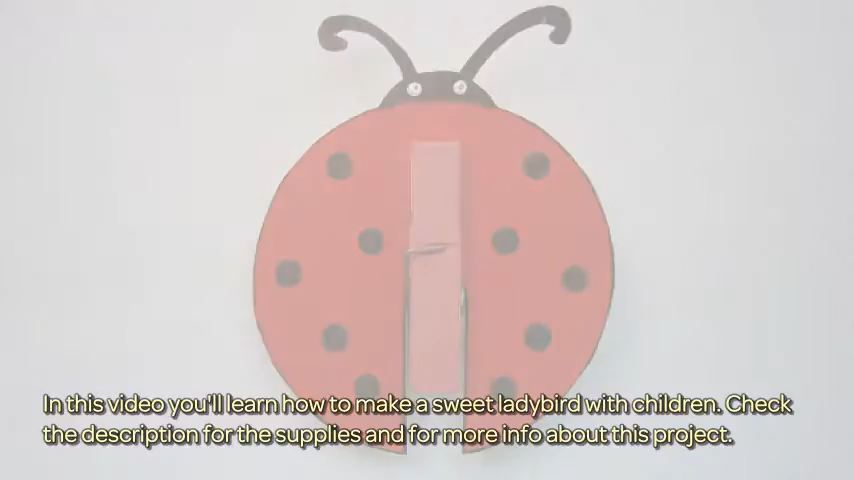 In this video you'll learn how to make a sweet ladybird with children. Check
the description for the supplies and for more info about this project.